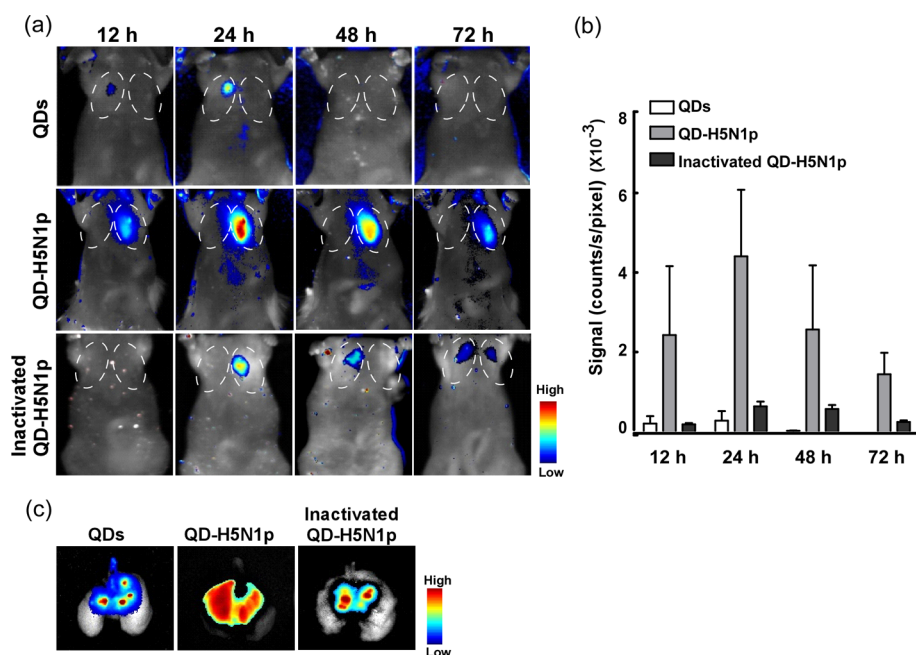 (a)
12 h 24 h 48 h 72 h
QDs
QD-H5N1p
Inactivated
QD-H5N1p
High
Low
(b)
Signal (counts/s/pixel) (X10⁻³)
8
6
4
2
0
QDs
QD-H5N1p
Inactivated QD-H5N1p
12 h 24 h 48 h 72 h
(c)
QDs
QD-H5N1p
Inactivated
QD-H5N1p
High
Low